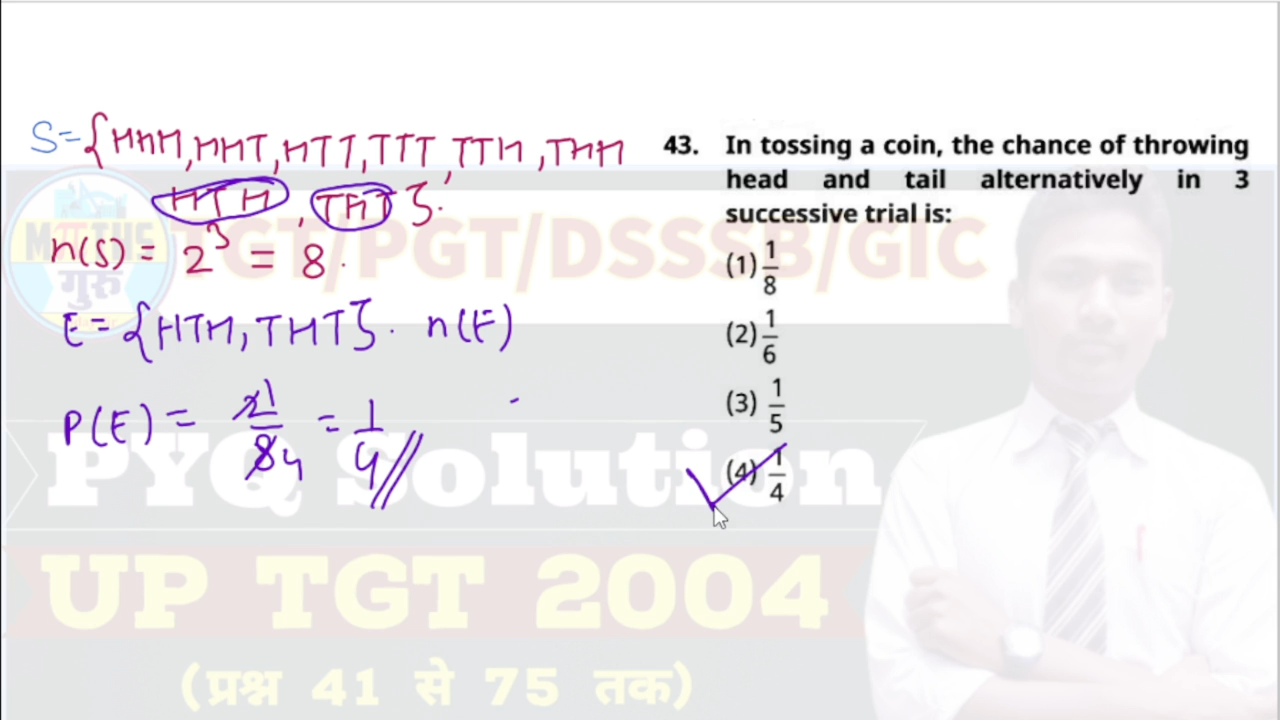 S = {HHH, HHT, HTT, TTT, TTH, THH
HTH, THT}.
n(S) = 2³ = 8.
E = {HTH, THT}. n(E)
P(E) = 2/8 1 4 = 1/4
43. In tossing a coin, the chance of throwing
head and tail alternatively in 3
successive trial is:
(1) 1/8
(2) 1/6
(3) 1/5
(4) 1/4
गुरु
TGT/PGT/DSSSB/GIC
PYQ Solution
UP TGT 2004
(प्रश्न 41 से 75 तक)